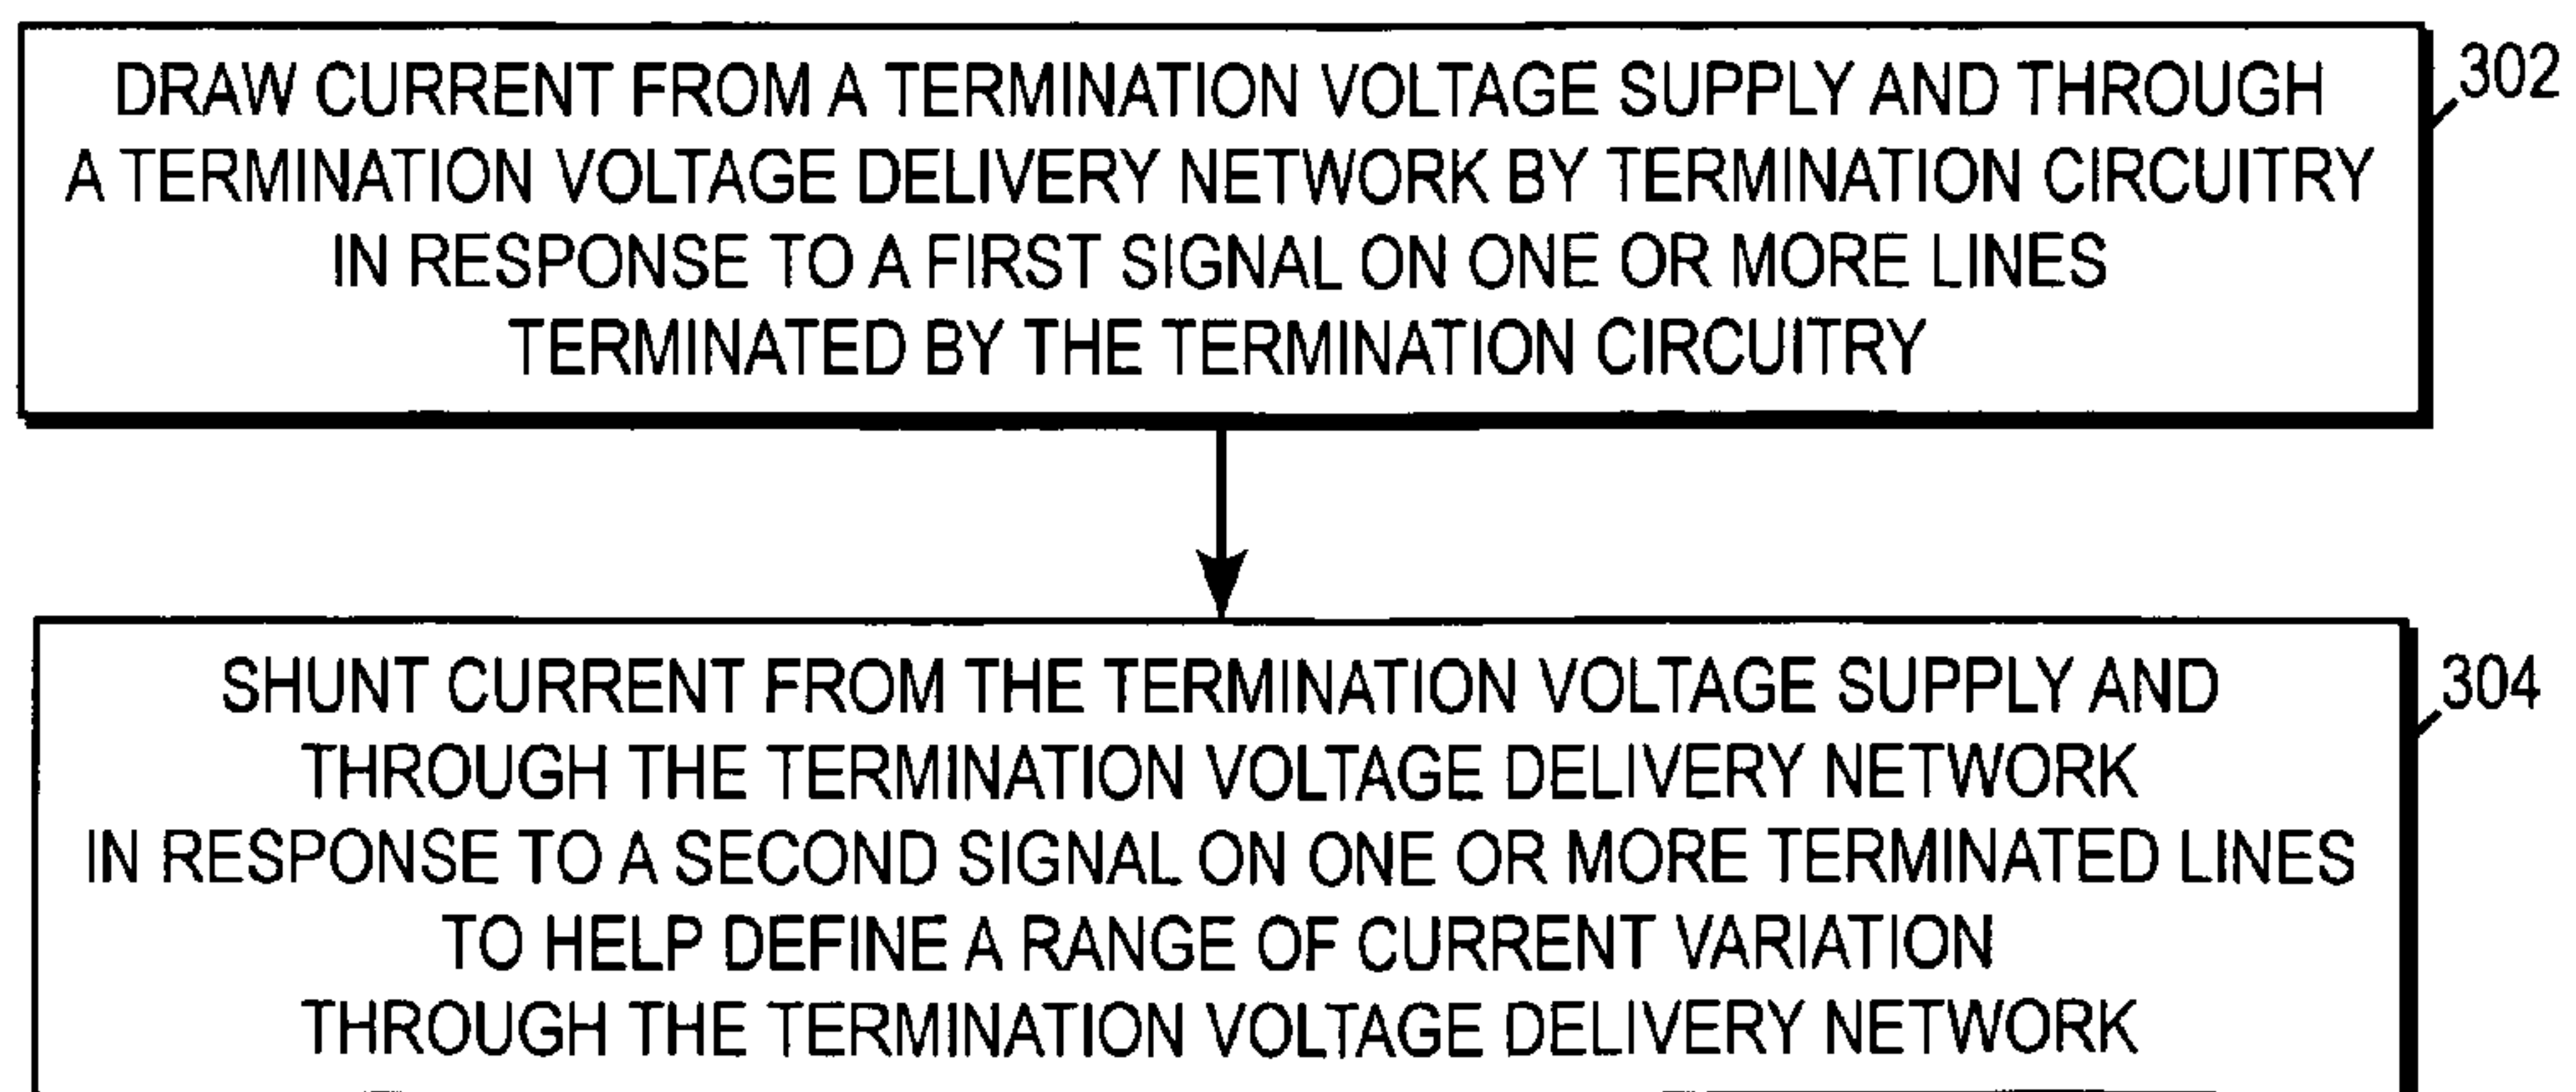 DRAW CURRENT FROM A TERMINATION VOLTAGE SUPPLY AND THROUGH
A TERMINATION VOLTAGE DELIVERY NETWORK BY TERMINATION CIRCUITRY
IN RESPONSE TO A FIRST SIGNAL ON ONE OR MORE LINES
TERMINATED BY THE TERMINATION CIRCUITRY
302
SHUNT CURRENT FROM THE TERMINATION VOLTAGE SUPPLY AND
THROUGH THE TERMINATION VOLTAGE DELIVERY NETWORK
IN RESPONSE TO A SECOND SIGNAL ON ONE OR MORE TERMINATED LINES
TO HELP DEFINE A RANGE OF CURRENT VARIATION
THROUGH THE TERMINATION VOLTAGE DELIVERY NETWORK
304